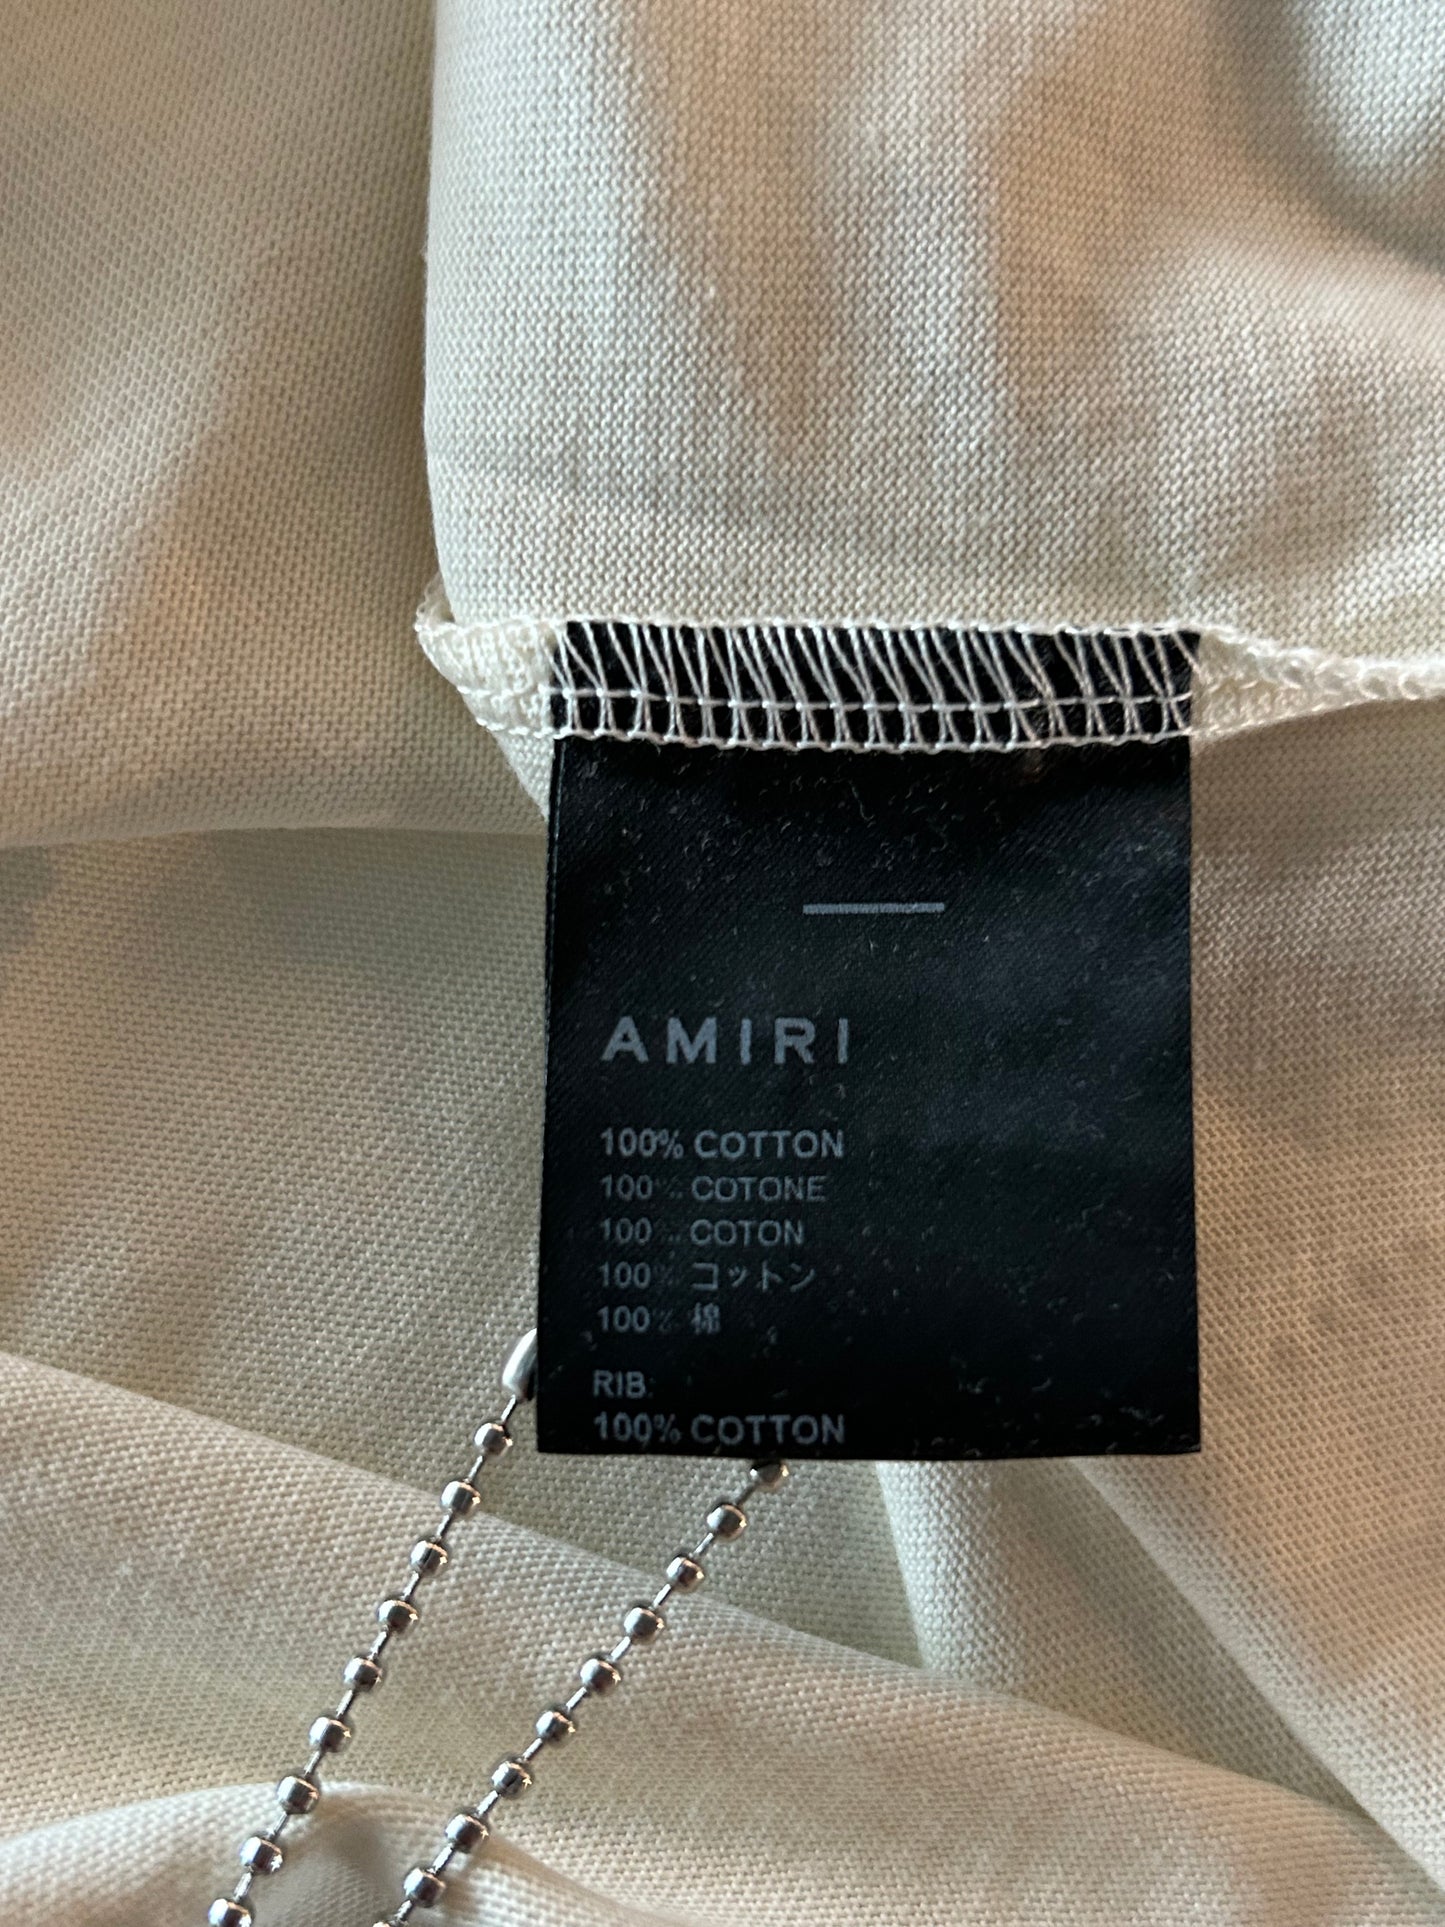 AMIRI
100% COTTON
100% COTONE
100% COTON
100% コットン
100% 棉
RIB:
100% COTTON